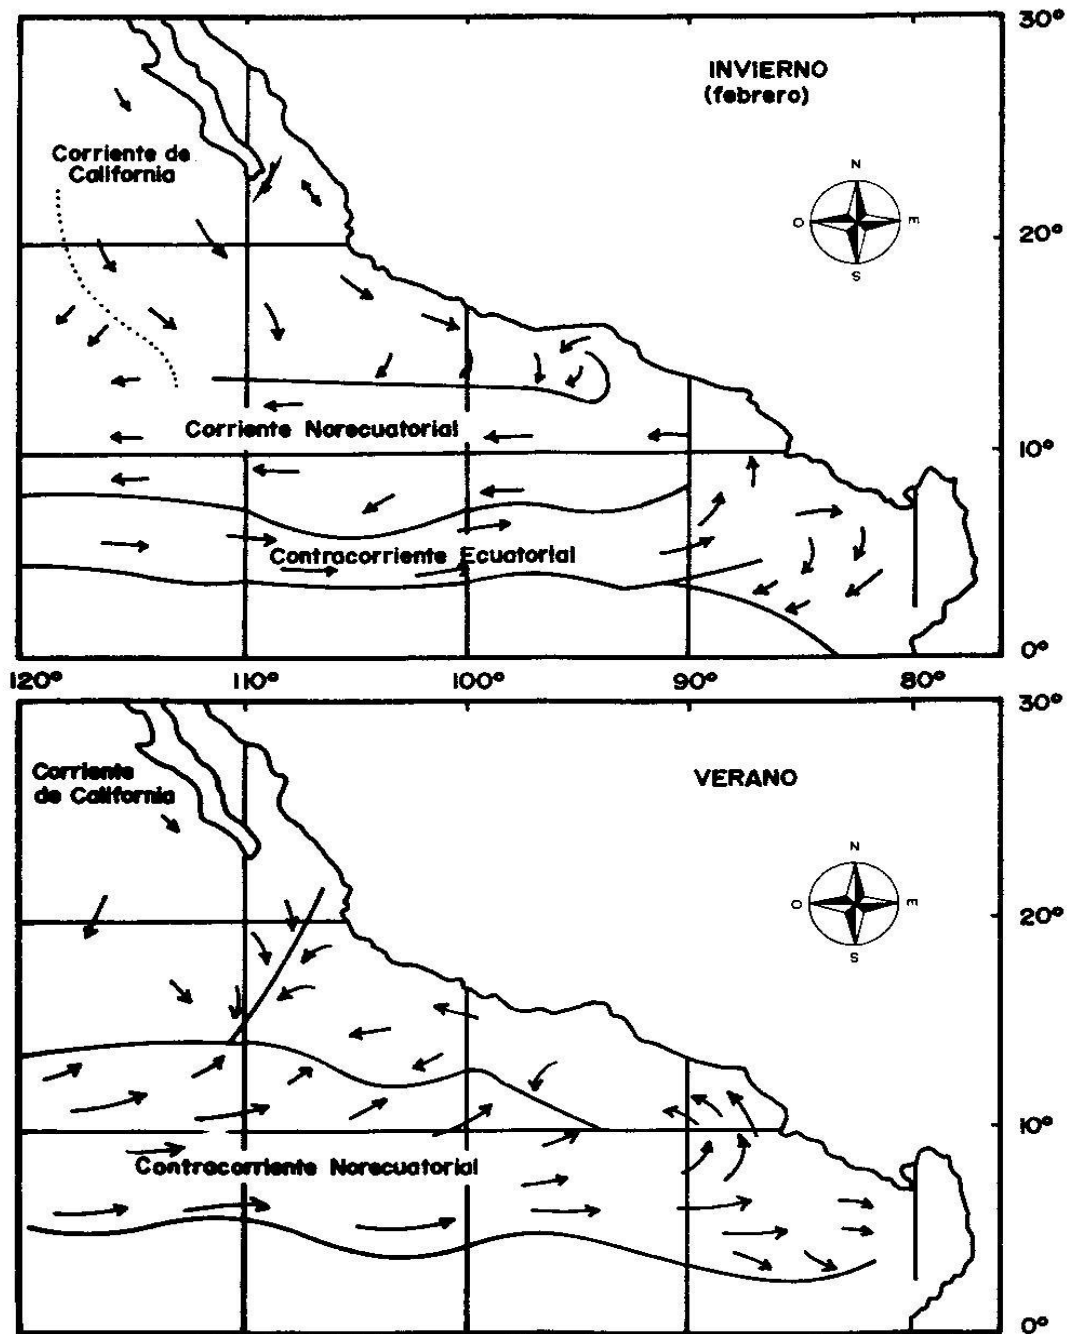 30°
INVIERNO
(febrero)
Corriente de
California
N
O
E
S
20°
Corriente Norecuatorial
10°
Contracorriente Ecuatorial
0°
120°
110°
100°
90°
80°
30°
Corriente
de California
VERANO
N
O
E
S
20°
10°
Contracorriente Norecuatorial
0°